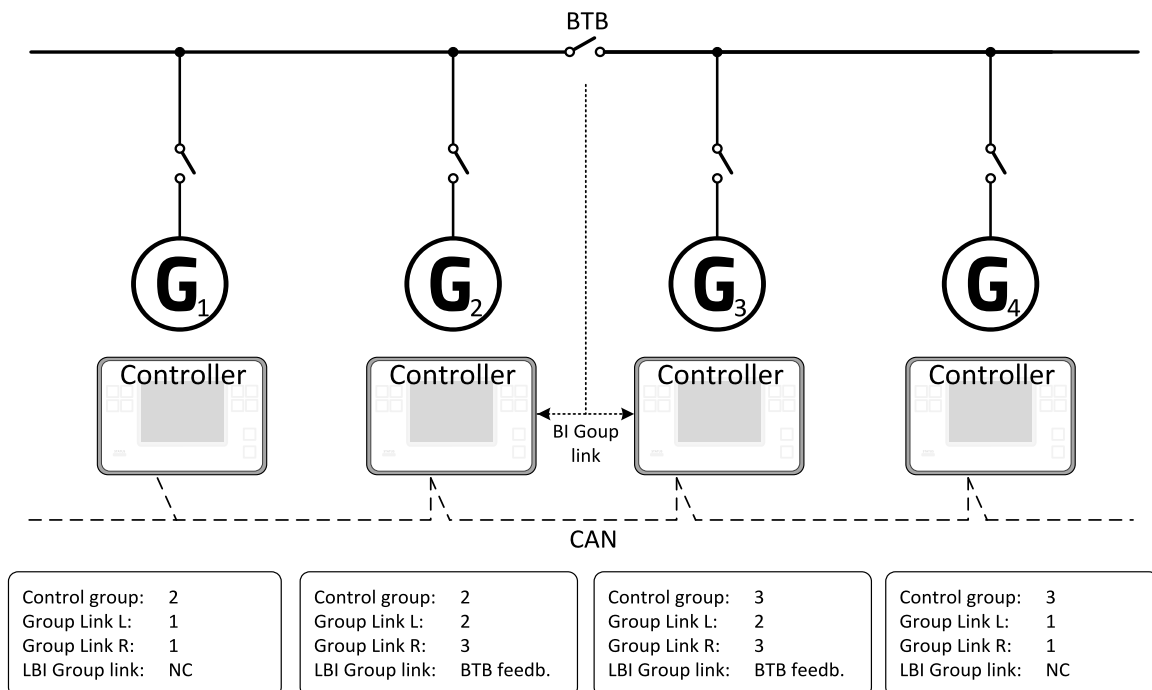 BTB
G1 G2 G3 G4
Controller Controller Controller Controller
BI Goup
link
CAN
Control group: 2
Group Link L: 1
Group Link R: 1
LBI Group link: NC
Control group: 2
Group Link L: 2
Group Link R: 3
LBI Group link: BTB feedb.
Control group: 3
Group Link L: 2
Group Link R: 3
LBI Group link: BTB feedb.
Control group: 3
Group Link L: 1
Group Link R: 1
LBI Group link: NC